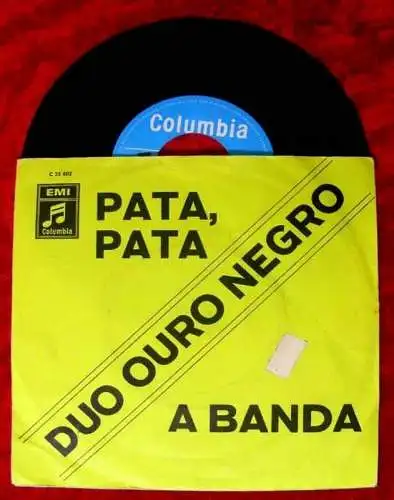 Columbia
C 23 602
EMI
Columbia
PATA,
PATA
DUO OURO NEGRO
A BANDA